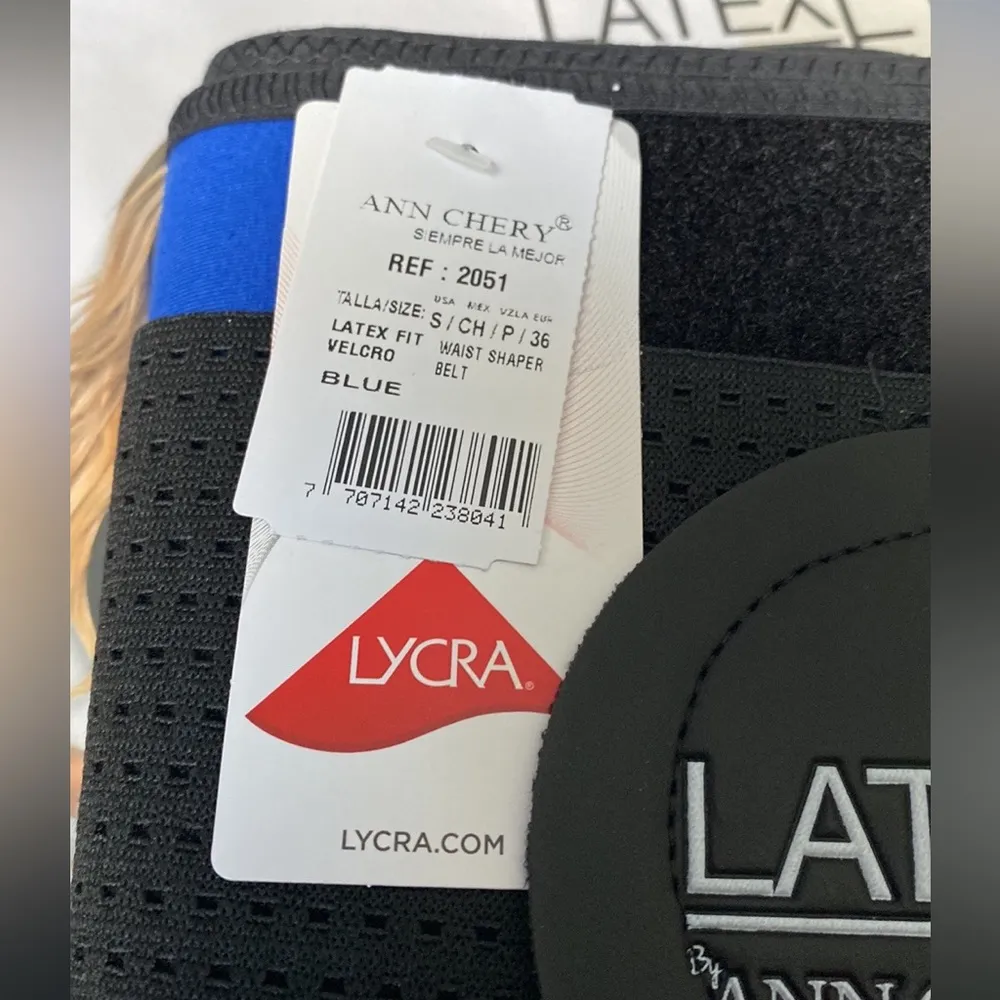 LATEX
ANN CHERY®
SIEMPRE LA MEJOR
REF : 2051
USA MEX VZLA EUR
TALLA/SIZE: S / CH / P / 36
LATEX FIT WAIST SHAPER
VELCRO BELT
BLUE
7 707142 238041
LYCRA®
LYCRA.COM
LAT
By
ANN